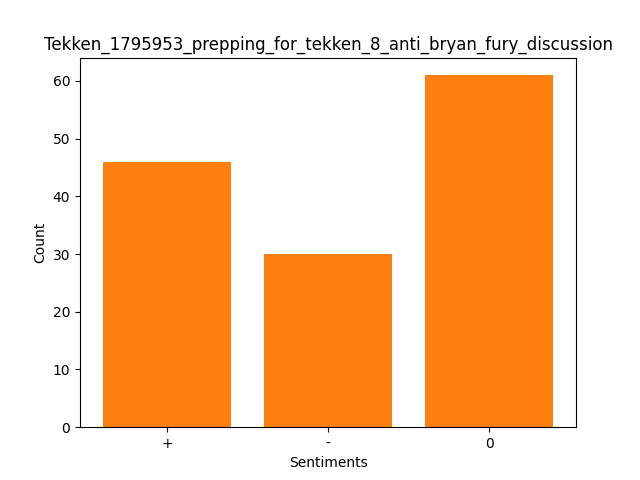 Tekken_1795953_prepping_for_tekken_8_anti_bryan_fury_discussion
60
50
40
30
20
10
0
Count
+ - 0
Sentiments